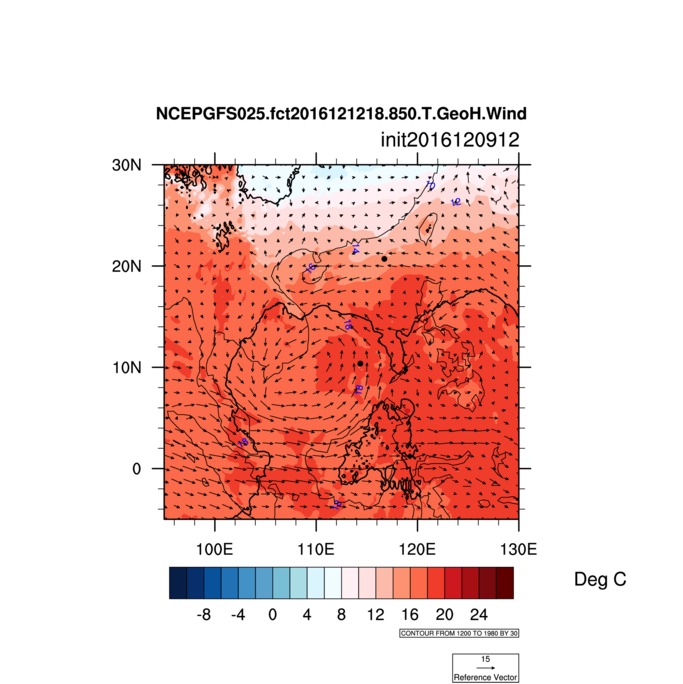 NCEPGFS025.fct2016121218.850.T.GeoH.Wind
init2016120912
30N
20N
10N
0
100E 110E 120E 130E
-8 -4 0 4 8 12 16 20 24
Deg C
CONTOUR FROM 1200 TO 1980 BY 30
15
Reference Vector